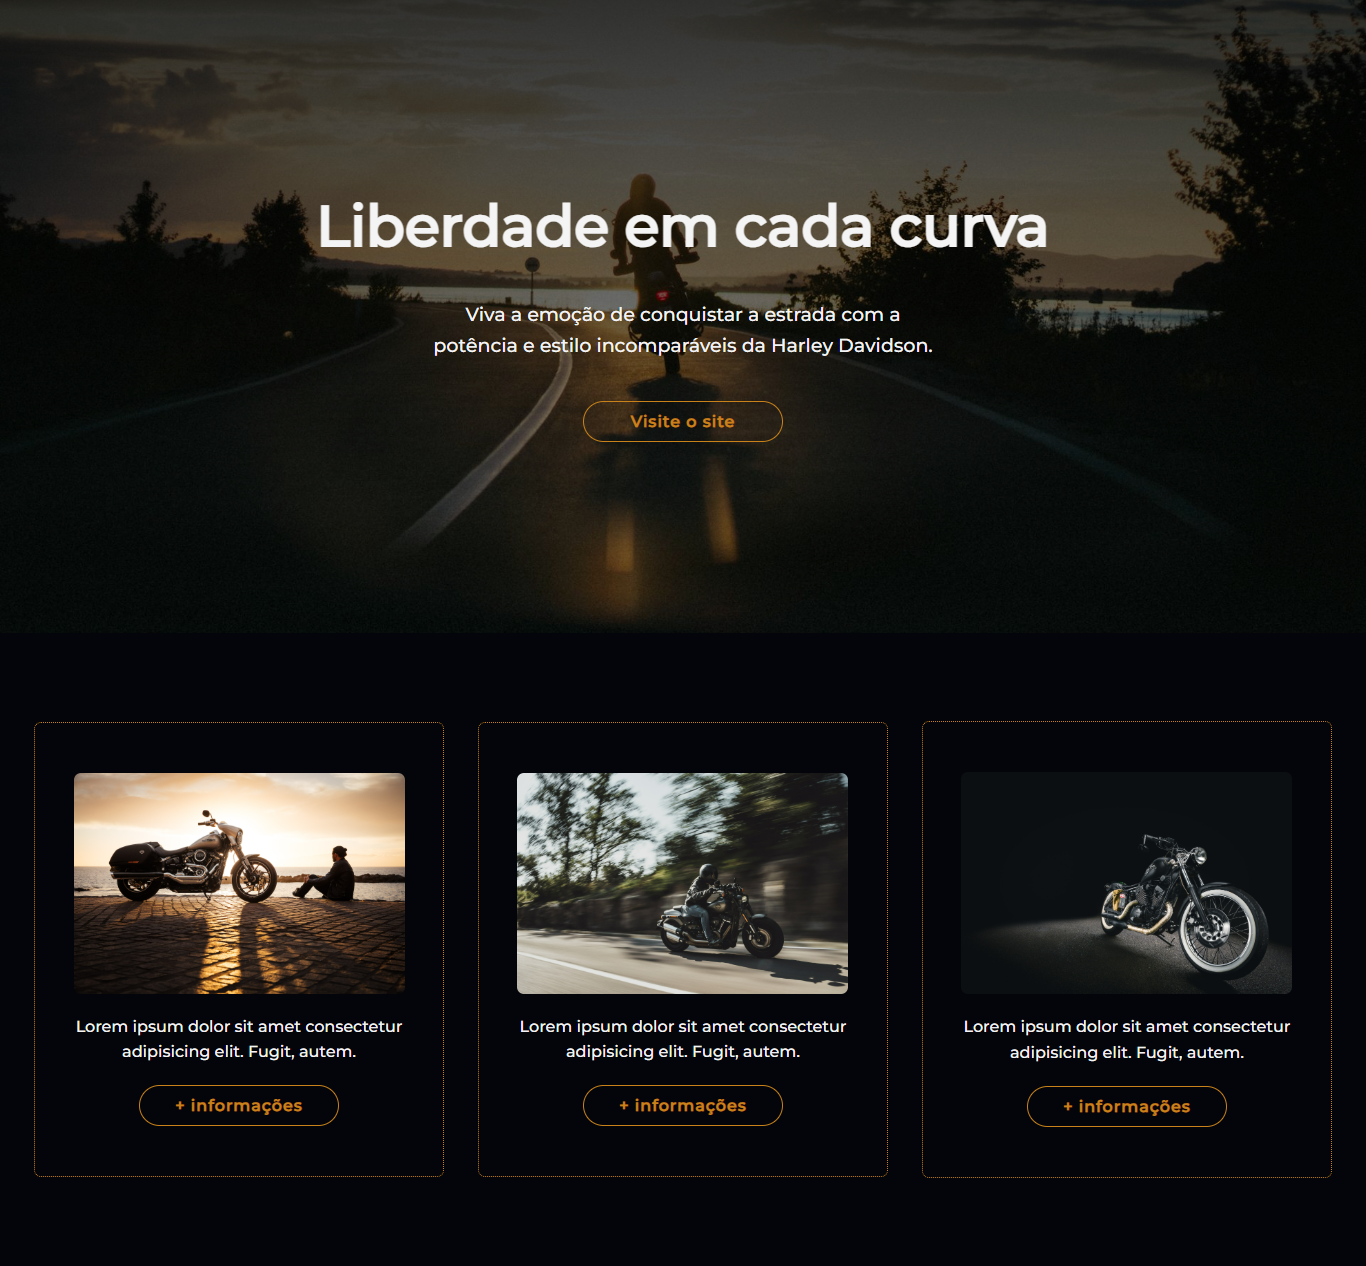 Liberdade em cada curva
Viva a emoção de conquistar a estrada com a
potência e estilo incomparáveis da Harley Davidson.
Visite o site
Lorem ipsum dolor sit amet consectetur
adipisicing elit. Fugit, autem.
+ informações
Lorem ipsum dolor sit amet consectetur
adipisicing elit. Fugit, autem.
+ informações
Lorem ipsum dolor sit amet consectetur
adipisicing elit. Fugit, autem.
+ informações